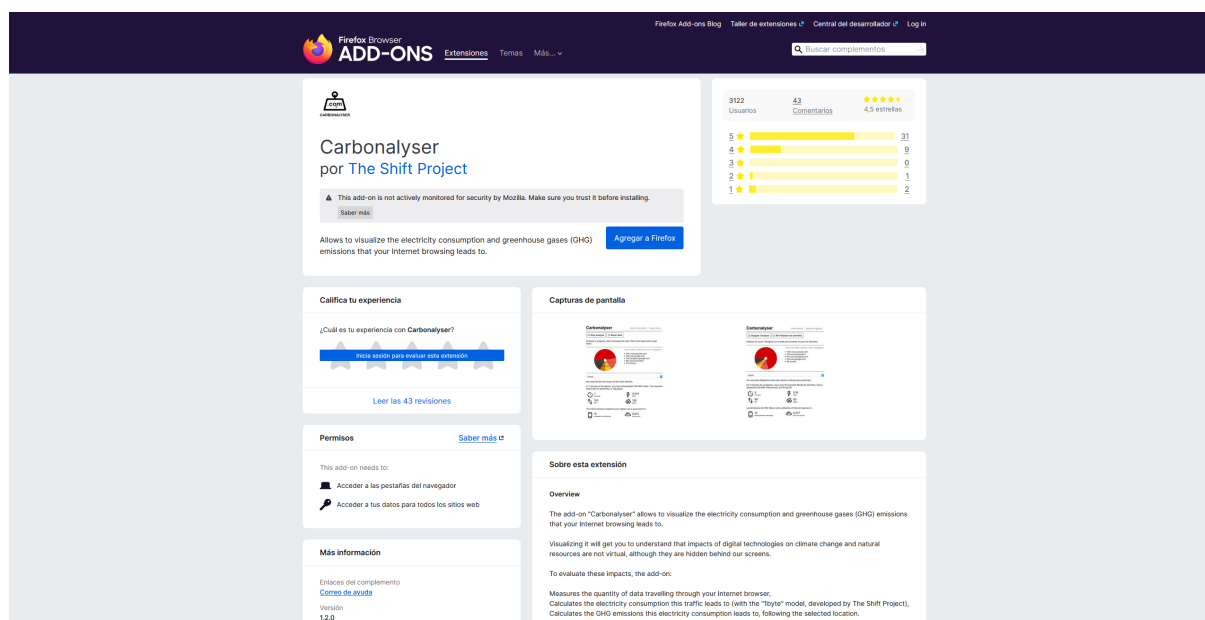 Firefox Add-ons Blog Taller de extensiones Central del desarrollador Log in
Firefox Browser
ADD-ONS
Extensiones Temas Más...
Buscar complementos
.com
CARBONALYSER
Carbonalyser
por The Shift Project
This add-on is not actively monitored for security by Mozilla. Make sure you trust it before installing.
Saber más
Allows to visualize the electricity consumption and greenhouse gases (GHG)
emissions that your Internet browsing leads to.
Agregar a Firefox
3122 43
Usuarios Comentarios 4,5 estrellas
5 31
4 9
3 0
2 1
1 2
Califica tu experiencia
¿Cuál es tu experiencia con Carbonalyser?
Inicia sesión para evaluar esta extensión
Leer las 43 revisiones
Permisos Saber más
This add-on needs to:
Acceder a las pestañas del navegador
Acceder a tus datos para todos los sitios web
Más información
Enlaces del complemento
Correo de ayuda
Versión
1.2.0
Capturas de pantalla
Carbonalyser
Carbonalyser
Sobre esta extensión
Overview
The add-on "Carbonalyser" allows to visualize the electricity consumption and greenhouse gases (GHG) emissions
that your Internet browsing leads to.
Visualizing it will get you to understand that impacts of digital technologies on climate change and natural
resources are not virtual, although they are hidden behind our screens.
To evaluate these impacts, the add-on:
Measures the quantity of data travelling through your Internet browser,
Calculates the electricity consumption this traffic leads to (with the "1byte" model, developed by The Shift Project),
Calculates the GHG emissions this electricity consumption leads to, following the selected location.